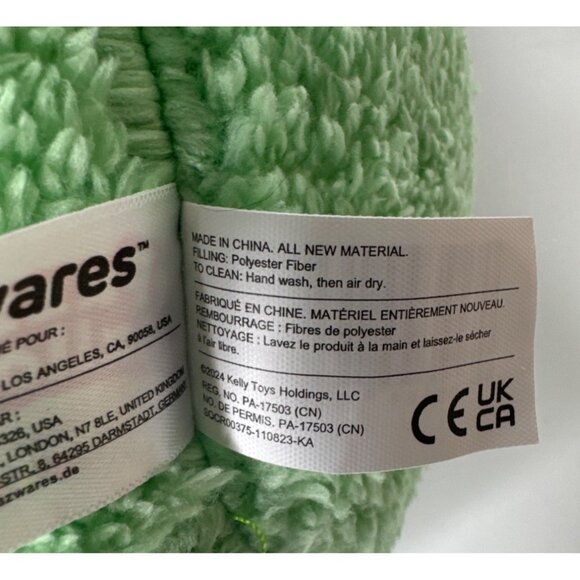 wares™
É POUR :
LOS ANGELES, CA, 90058, USA
R :
326, USA
, LONDON, N7 8LE, UNITED KINGDOM
STR. 8, 64295 DARMSTADT, GERMANY
zwares.de
MADE IN CHINA. ALL NEW MATERIAL.
FILLING: Polyester Fiber
TO CLEAN: Hand wash, then air dry.
FABRIQUÉ EN CHINE. MATÉRIEL ENTIÈREMENT NOUVEAU.
REMBOURRAGE : Fibres de polyester
NETTOYAGE : Lavez le produit à la main et laissez-le sécher
à l'air libre.
©2024 Kelly Toys Holdings, LLC
REG. NO. PA-17503 (CN)
NO. DE PERMIS. PA-17503 (CN)
SQCR00375-110823-KA
CE UK
CA